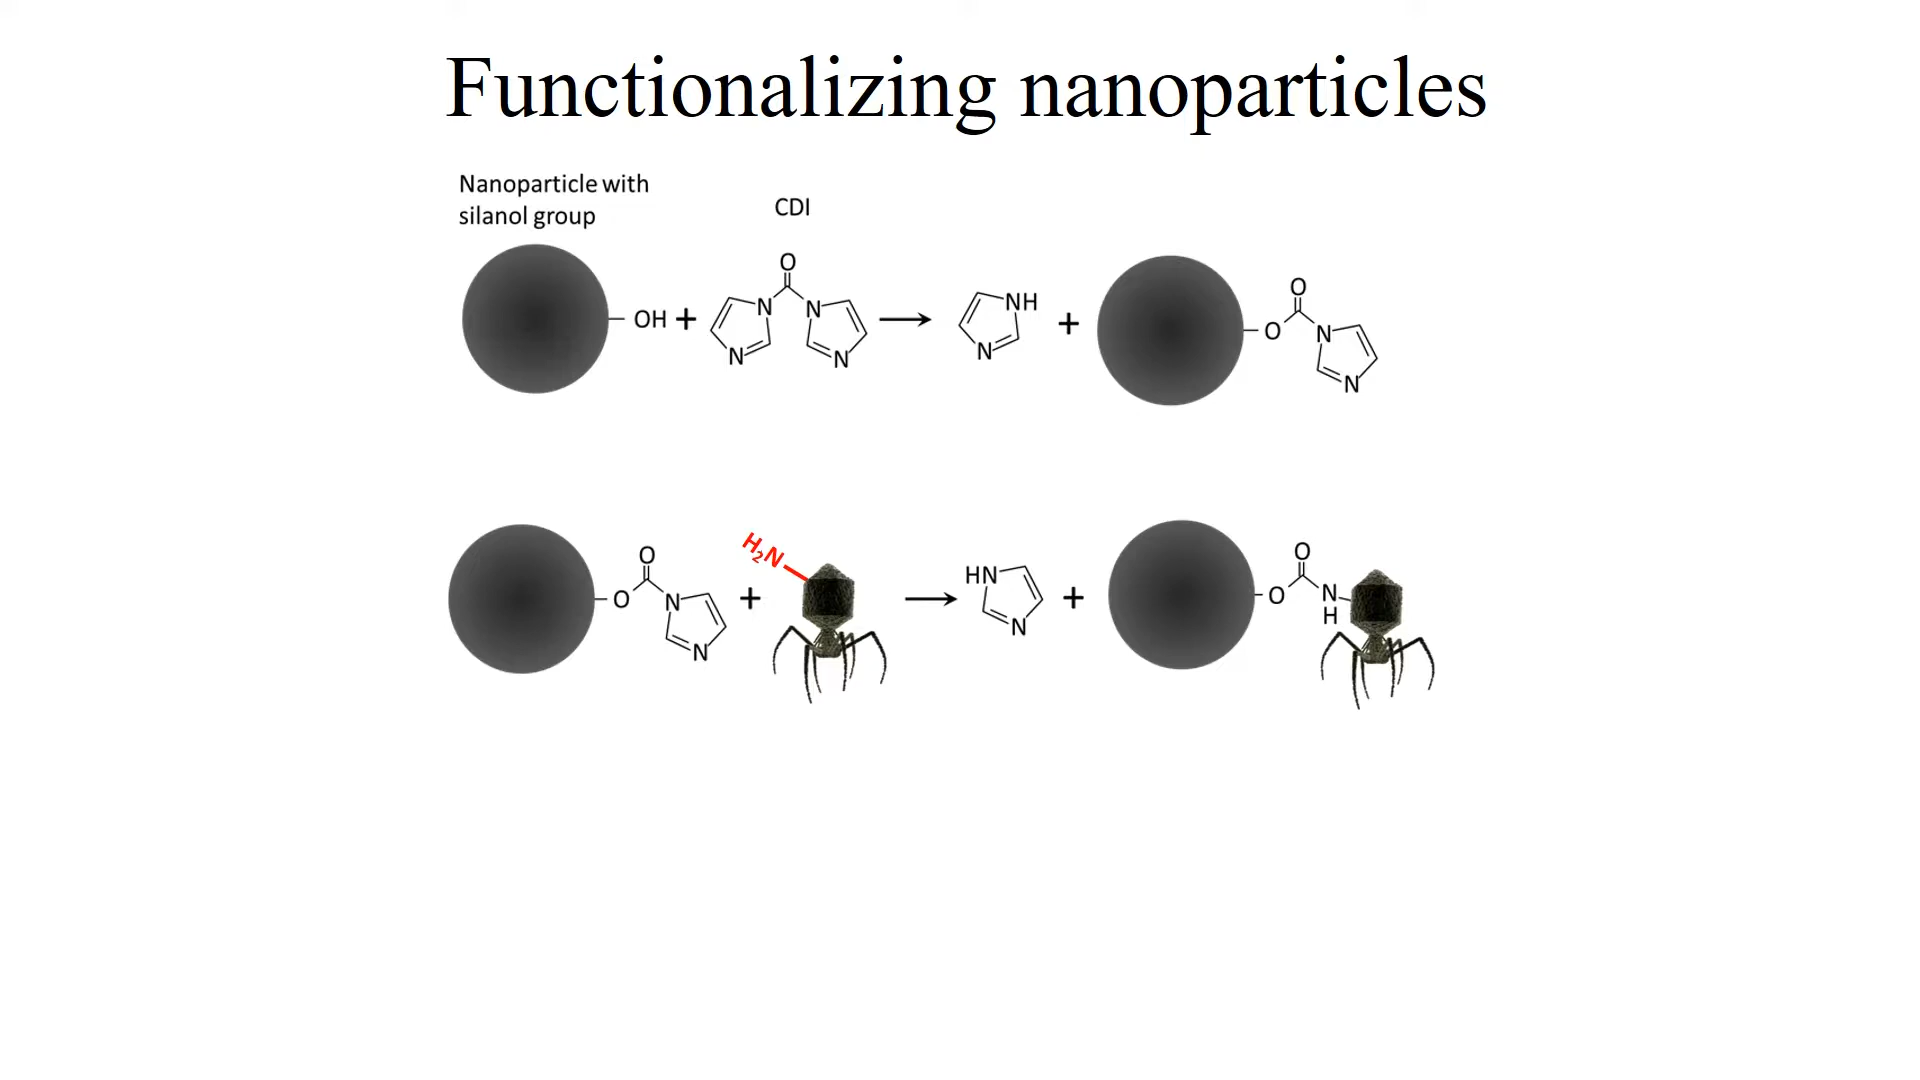 Functionalizing nanoparticles
Nanoparticle with
silanol group
CDI
O
OH + N N N N
NH N
+
O O N N
O O N N
+
H₂N
HN N
+
O O N H